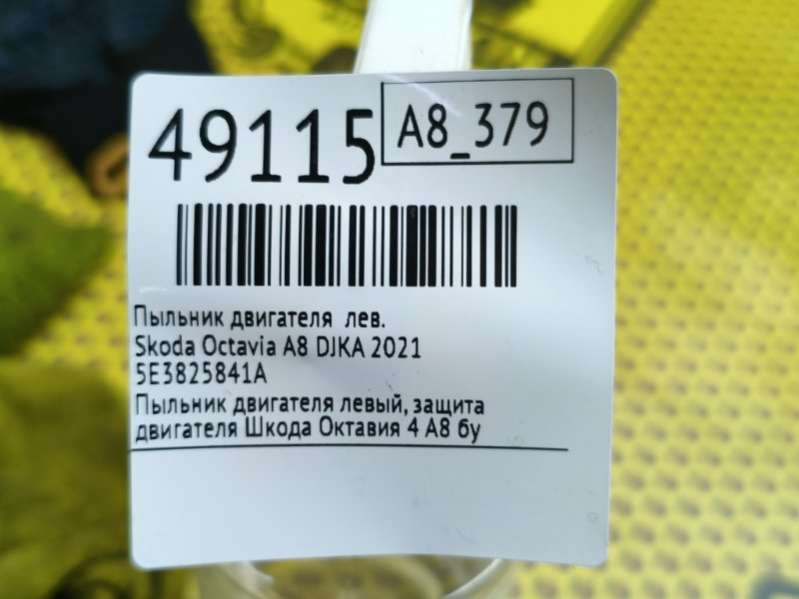 49115
A8_379
Пыльник двигателя лев.
Skoda Octavia A8 DJKA 2021
5E3825841A
Пыльник двигателя левый, защита
двигателя Шкода Октавия 4 А8 бу